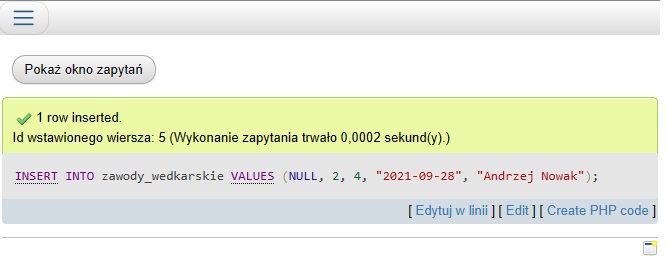 Pokaż okno zapytań
1 row inserted.
Id wstawionego wiersza: 5 (Wykonanie zapytania trwało 0,0002 sekund(y).)
INSERT INTO zawody_wedkarskie VALUES (NULL, 2, 4, "2021-09-28", "Andrzej Nowak");
[ Edytuj w linii ] [ Edit ] [ Create PHP code ]